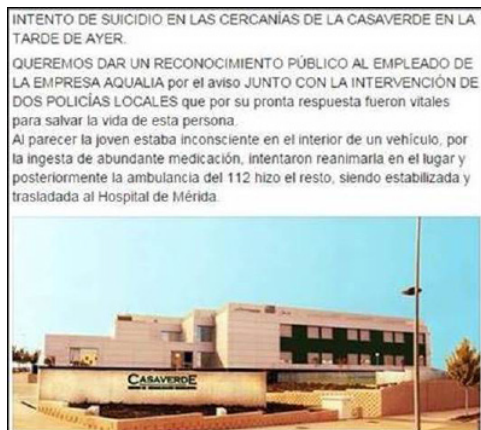 INTENTO DE SUICIDIO EN LAS CERCANÍAS DE LA CASAVERDE EN LA
TARDE DE AYER.
QUEREMOS DAR UN RECONOCIMIENTO PÚBLICO AL EMPLEADO DE
LA EMPRESA AQUALIA por el aviso JUNTO CON LA INTERVENCIÓN DE
DOS POLICÍAS LOCALES que por su pronta respuesta fueron vitales
para salvar la vida de esta persona.
Al parecer la joven estaba inconsciente en el interior de un vehículo, por
la ingesta de abundante medicación, intentaron reanimarla en el lugar y
posteriormente la ambulancia del 112 hizo el resto, siendo estabilizada y
trasladada al Hospital de Mérida.
CASAVERDE